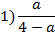 1) a/(4 − a)